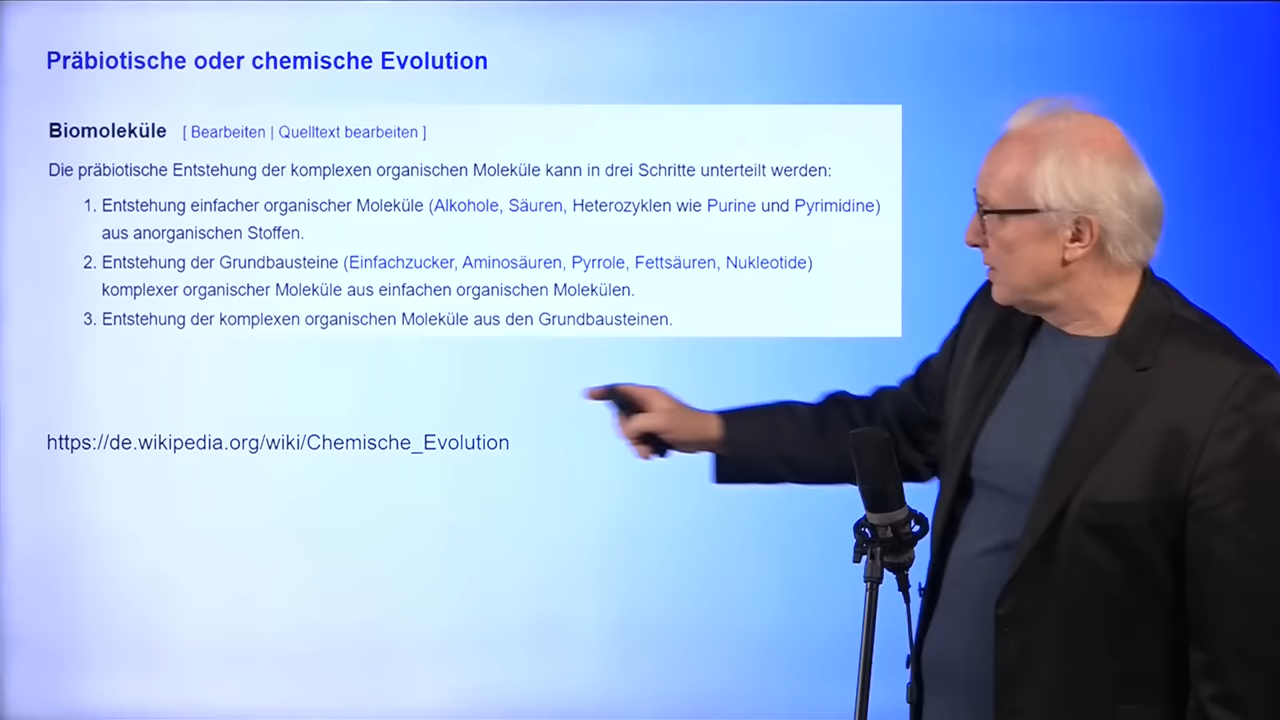 Präbiotische oder chemische Evolution
Biomoleküle [ Bearbeiten | Quelltext bearbeiten ]
Die präbiotische Entstehung der komplexen organischen Moleküle kann in drei Schritte unterteilt werden:
1. Entstehung einfacher organischer Moleküle (Alkohole, Säuren, Heterozyklen wie Purine und Pyrimidine)
aus anorganischen Stoffen.
2. Entstehung der Grundbausteine (Einfachzucker, Aminosäuren, Pyrrole, Fettsäuren, Nukleotide)
komplexer organischer Moleküle aus einfachen organischen Molekülen.
3. Entstehung der komplexen organischen Moleküle aus den Grundbausteinen.
https://de.wikipedia.org/wiki/Chemische_Evolution